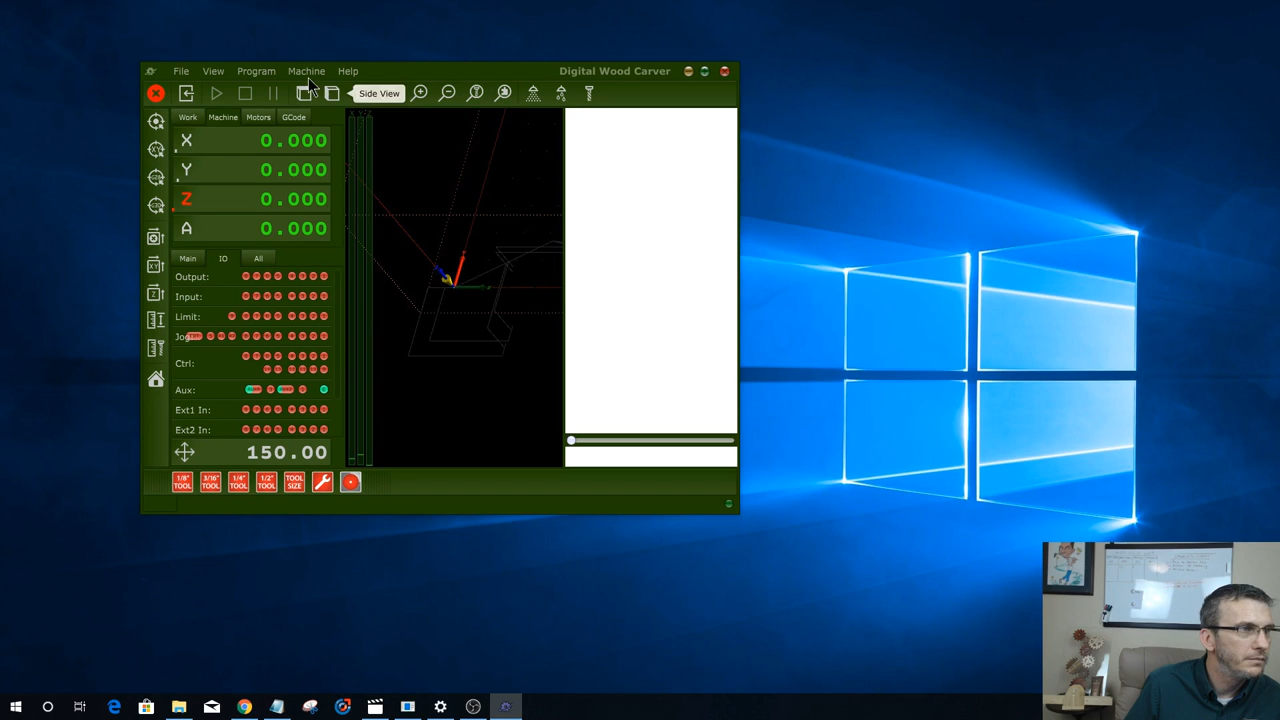 File View Program Machine Help Digital Wood Carver
Side View
Work Machine Motors GCode
X 0.000
Y 0.000
Z 0.000
A 0.000
Main IO All
Output:
Input:
Limit:
Jog
Ctrl:
Aux:
Ext1 In:
Ext2 In:
150.00
1/8" TOOL 3/16" TOOL 1/4" TOOL 1/2" TOOL TOOL SIZE